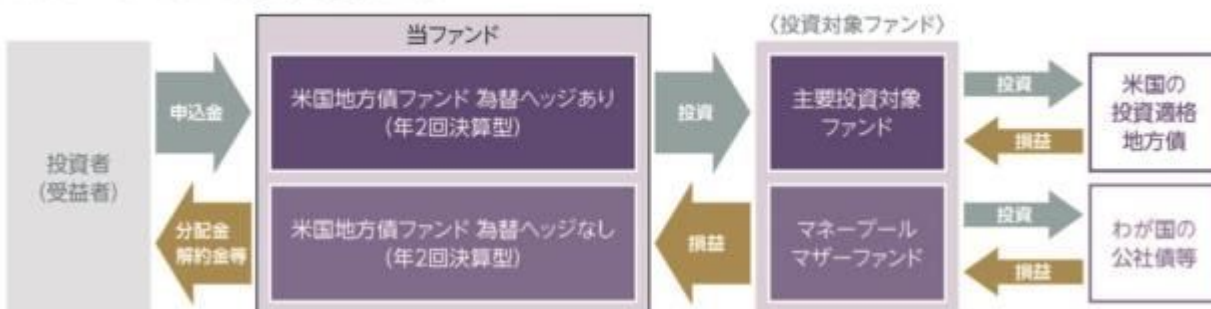 当ファンド
〈投資対象ファンド〉
投資者
(受益者)
申込金
分配金
解約金等
米国地方債ファンド 為替ヘッジあり
(年2回決算型)
米国地方債ファンド 為替ヘッジなし
(年2回決算型)
投資
損益
主要投資対象
ファンド
マネープール
マザーファンド
投資
損益
投資
損益
米国の
投資適格
地方債
わが国の
公社債等